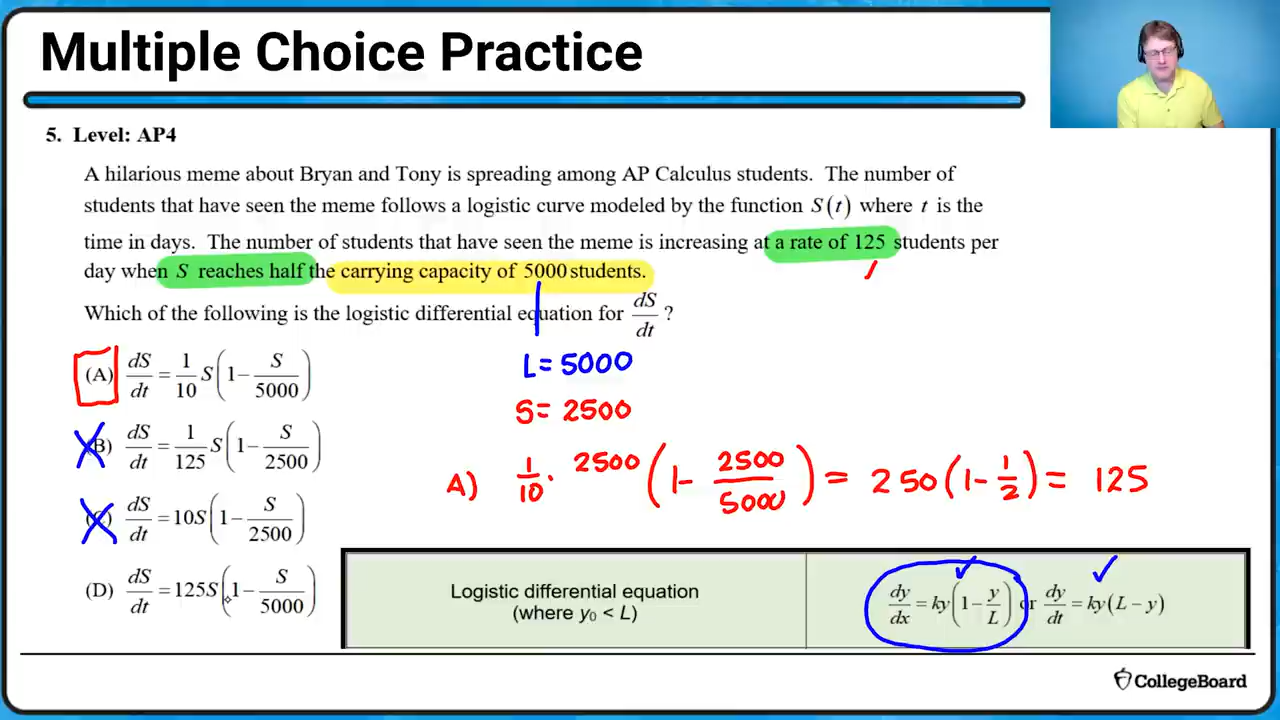 Multiple Choice Practice
5. Level: AP4
A hilarious meme about Bryan and Tony is spreading among AP Calculus students. The number of
students that have seen the meme follows a logistic curve modeled by the function S(t) where t is the
time in days. The number of students that have seen the meme is increasing at a rate of 125 students per
day when S reaches half the carrying capacity of 5000 students.
Which of the following is the logistic differential equation for dS/dt ?
(A) dS/dt = 1/10 S(1 − S/5000)
L = 5000
S = 2500
(B) dS/dt = 1/125 S(1 − S/2500)
A) 1/10 · 2500 (1 − 2500/5000) = 250 (1 − 1/2) = 125
(C) dS/dt = 10S(1 − S/2500)
(D) dS/dt = 125S(1 − S/5000)
Logistic differential equation
(where y₀ < L)
dy/dx = ky(1 − y/L) or dy/dt = ky(L − y)
CollegeBoard